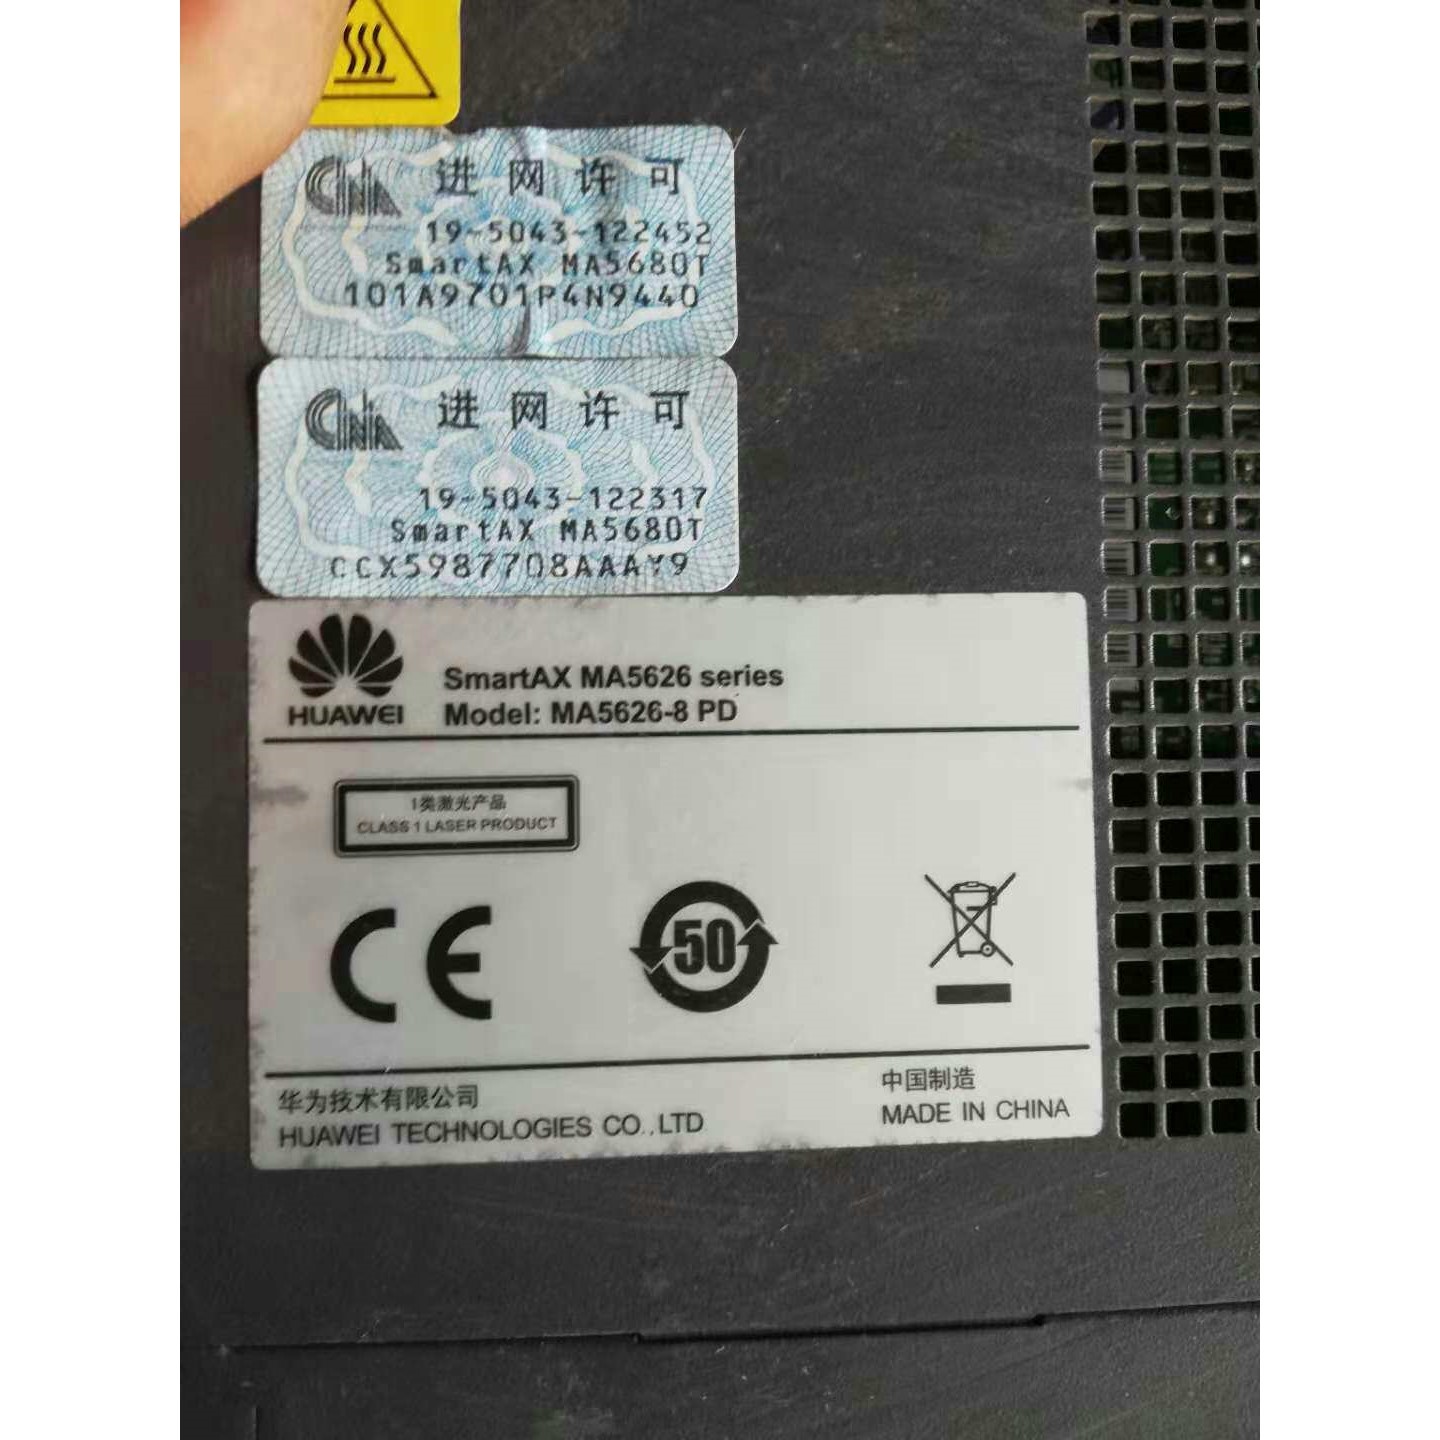 CNA 进网许可
19-5043-122452
SmartAX MA5680T
101A9701P4N9440
CNA 进网许可
19-5043-122317
SmartAX MA5680T
CCX5987708AAAY9
HUAWEI
SmartAX MA5626 series
Model: MA5626-8 PD
1类激光产品
CLASS 1 LASER PRODUCT
CE
50
华为技术有限公司
HUAWEI TECHNOLOGIES CO.,LTD
中国制造
MADE IN CHINA